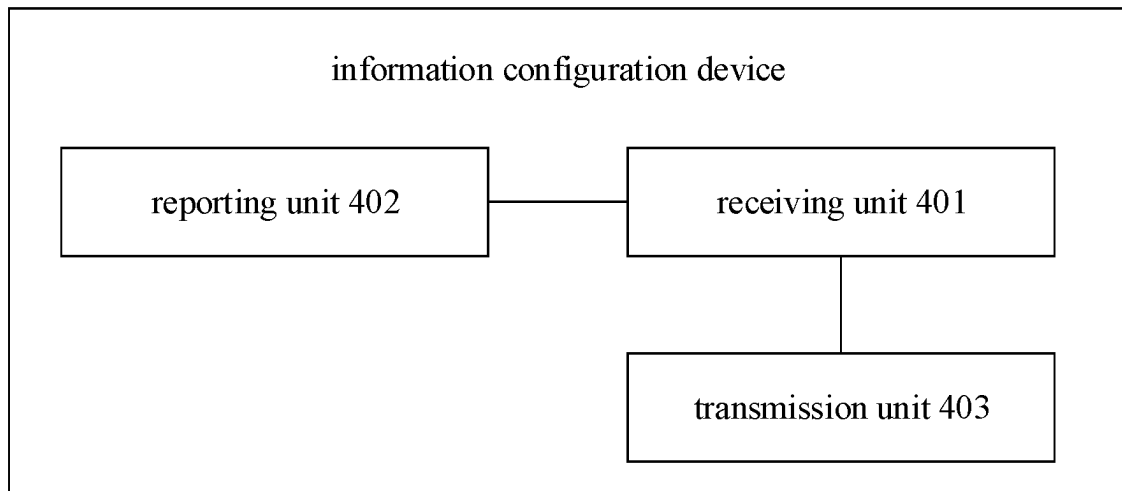 information configuration device
reporting unit 402
receiving unit 401
transmission unit 403